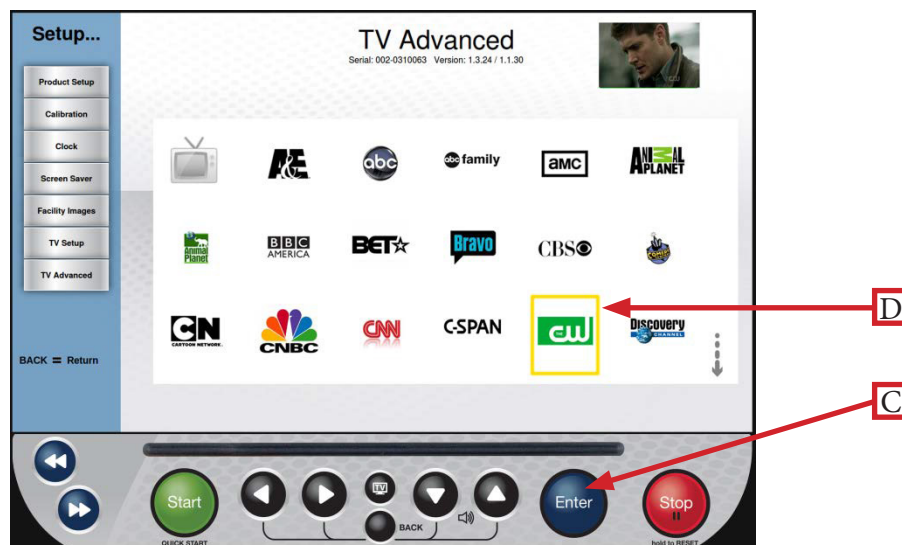 Setup...
Product Setup
Calibration
Clock
Screen Saver
Facility Images
TV Setup
TV Advanced
BACK = Return
TV Advanced
Serial: 002-0310063 Version: 1.3.24 / 1.1.30
CW
A&E
abc
abc family
amc
ANIMAL PLANET
Animal Planet
BBC AMERICA
BET
Bravo
CBS
CN CARTOON NETWORK.
CNBC
CNN
C-SPAN
CW
Discovery CHANNEL
D
C
Start
QUICK START
TV
BACK
Enter
Stop
hold to RESET